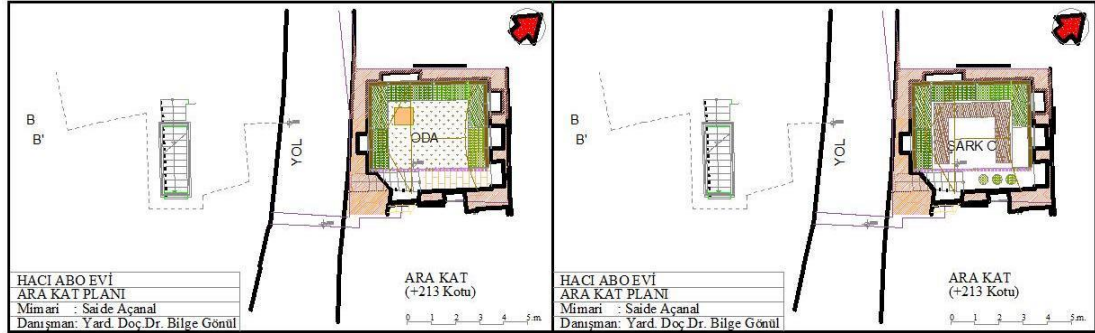 B
B'
YOL
ODA
ARA KAT
(+213 Kotu)
HACI ABO EVİ
ARA KAT PLANI
Mimari : Saide Açanal
Danışman: Yard. Doç.Dr. Bilge Gönül
0 1 2 3 4 5 m.
B
B'
YOL
ŞARK O
ARA KAT
(+213 Kotu)
HACI ABO EVİ
ARA KAT PLANI
Mimari : Saide Açanal
Danışman: Yard. Doç.Dr. Bilge Gönül
0 1 2 3 4 5 m.